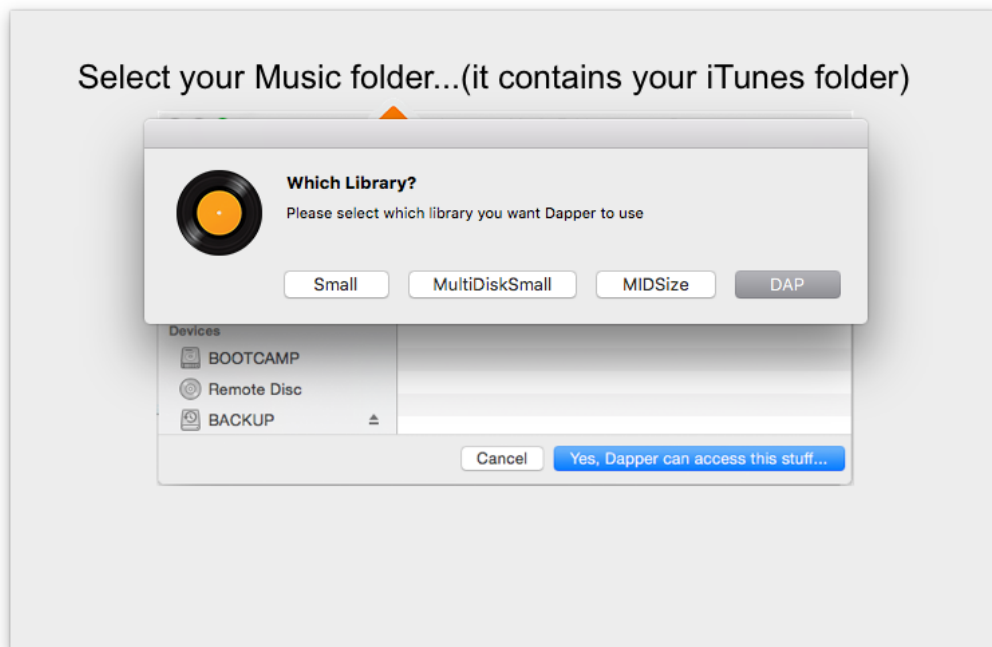 Select your Music folder...(it contains your iTunes folder)
Which Library?
Please select which library you want Dapper to use
Small
MultiDiskSmall
MIDSize
DAP
Devices
BOOTCAMP
Remote Disc
BACKUP
Cancel
Yes, Dapper can access this stuff...